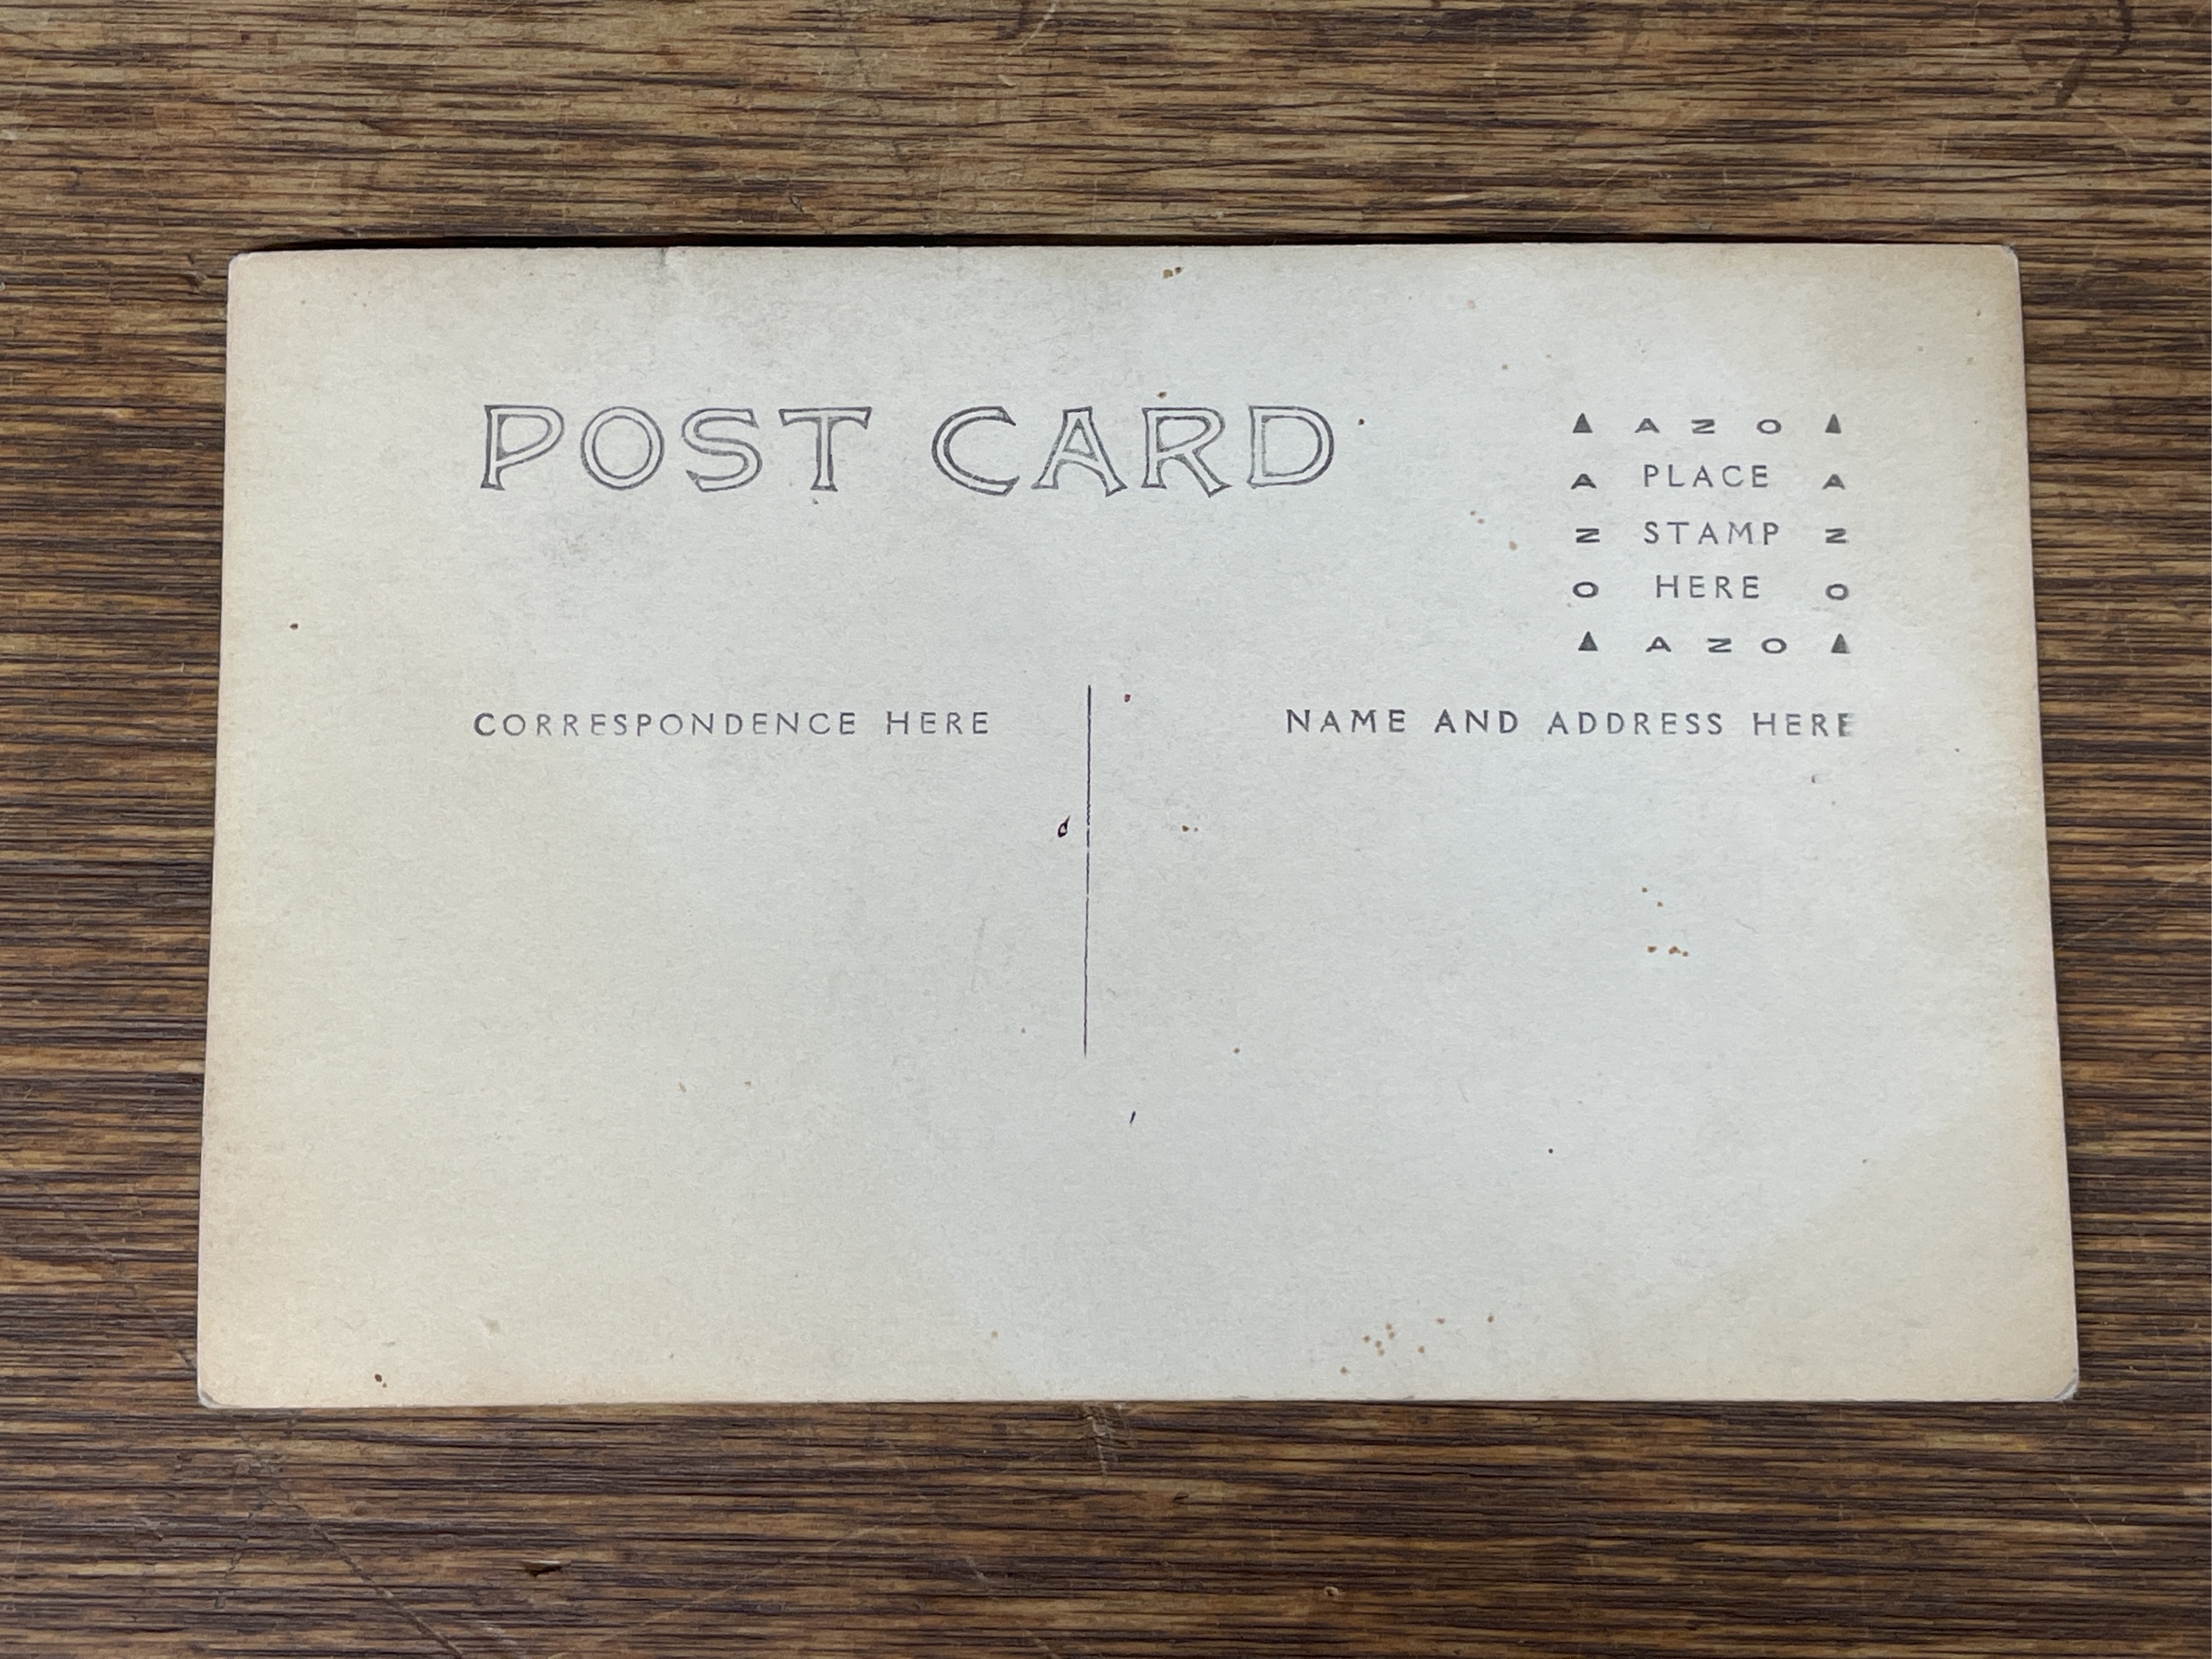 POST CARD
▲ A Z O ▲
A PLACE A
Z STAMP Z
O HERE O
▲ A Z O ▲
CORRESPONDENCE HERE
NAME AND ADDRESS HERE